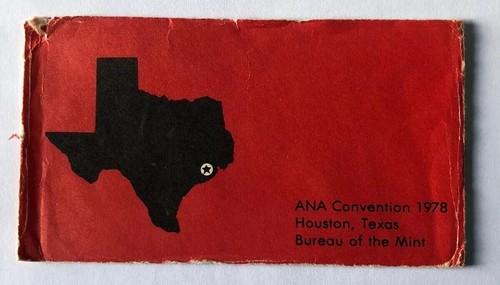 ANA Convention 1978
Houston, Texas
Bureau of the Mint